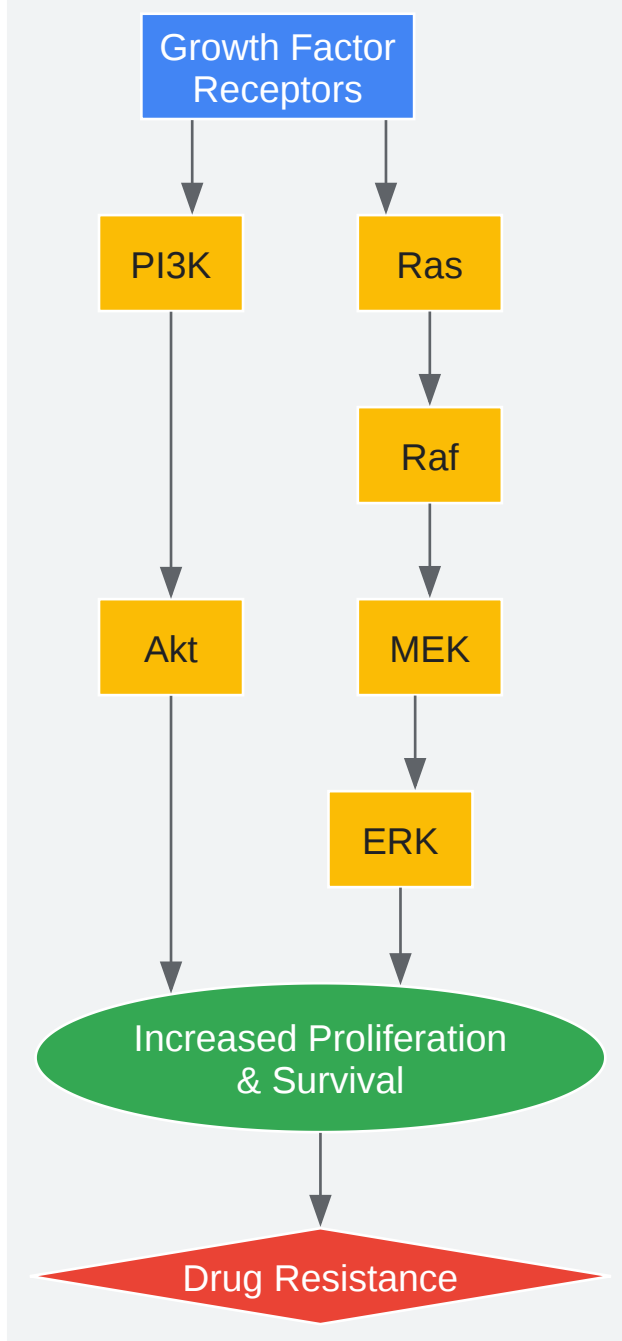 Growth Factor
Receptors
PI3K
Ras
Raf
Akt
MEK
ERK
Increased Proliferation
& Survival
Drug Resistance